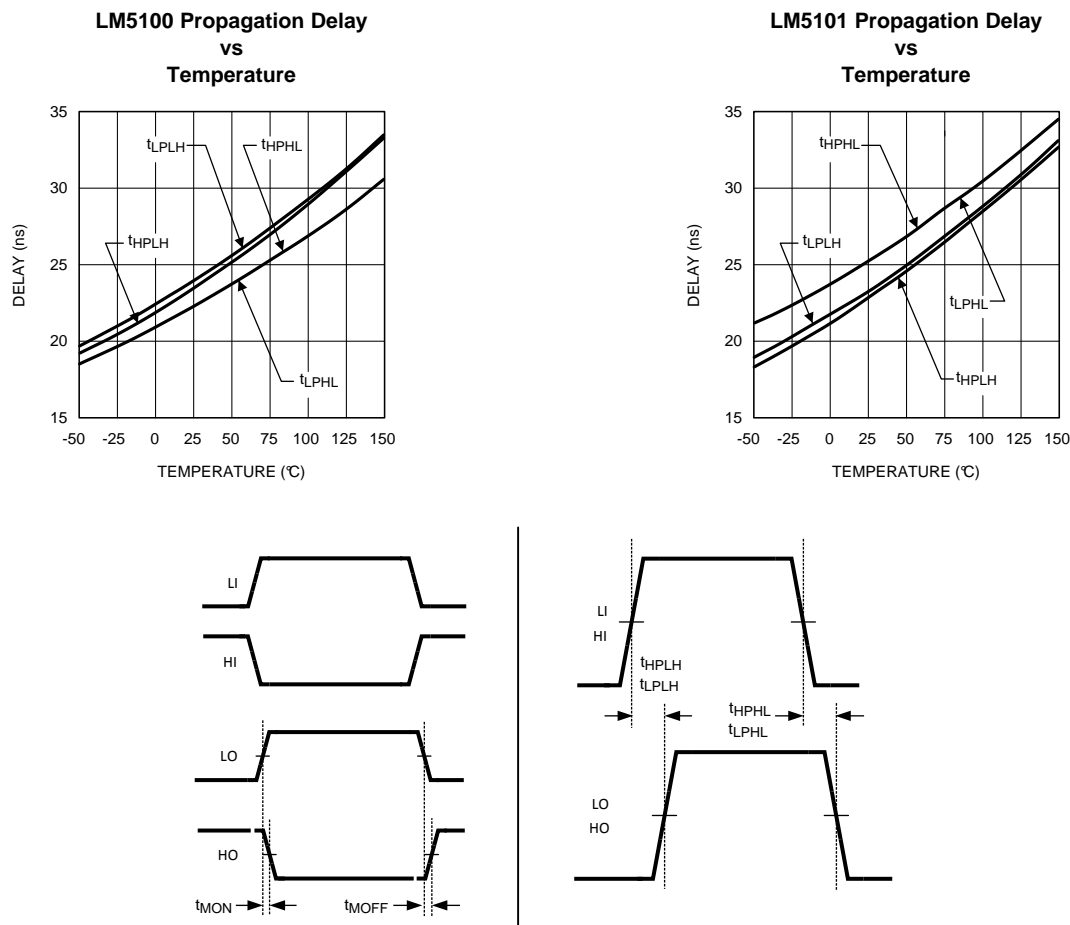 LM5100 Propagation Delay
vs
Temperature
35
30
25
20
15
DELAY (ns)
tLPLH
tHPHL
tHPLH
tLPHL
-50 -25 0 25 50 75 100 125 150
TEMPERATURE (°C)
LM5101 Propagation Delay
vs
Temperature
35
30
25
20
15
DELAY (ns)
tHPHL
tLPLH
tLPHL
tHPLH
-50 -25 0 25 50 75 100 125 150
TEMPERATURE (°C)
LI
HI
LO
HO
tMON
tMOFF
LI
HI
tHPLH
tLPLH
tHPHL
tLPHL
LO
HO